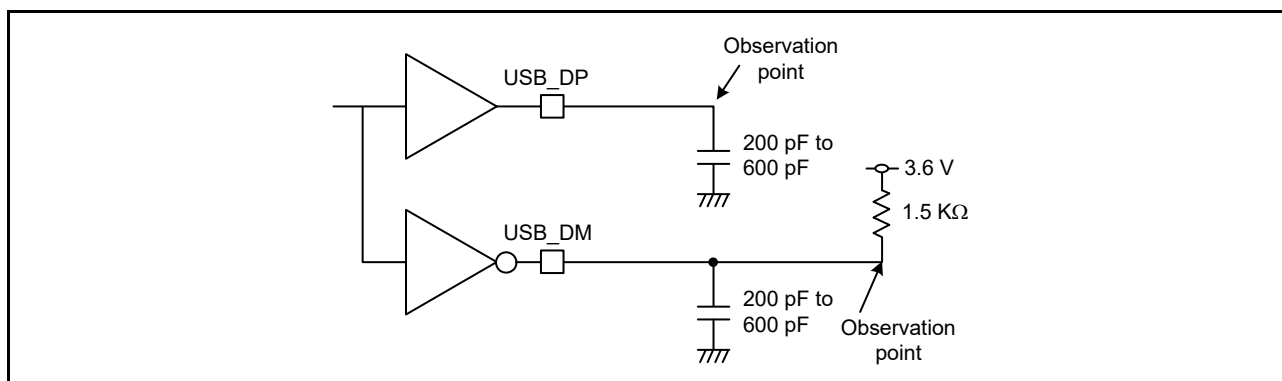 Observation
point
USB_DP
200 pF to
600 pF
3.6 V
1.5 KΩ
USB_DM
200 pF to
600 pF
Observation
point